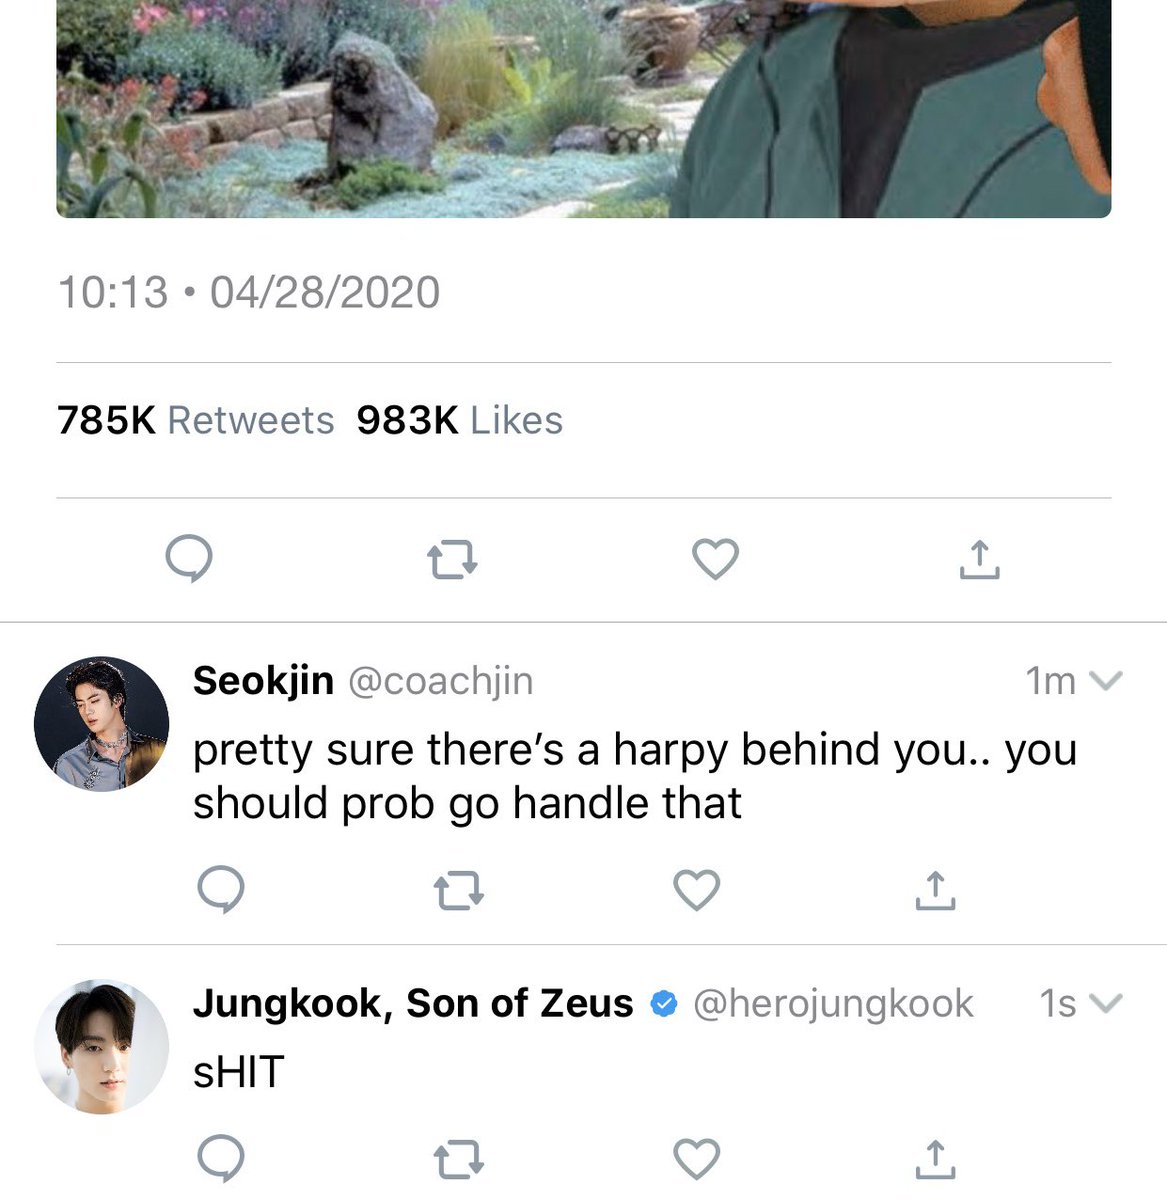 10:13 • 04/28/2020
785K Retweets 983K Likes
Seokjin @coachjin 1m
pretty sure there’s a harpy behind you.. you
should prob go handle that
Jungkook, Son of Zeus @herojungkook 1s
sHIT